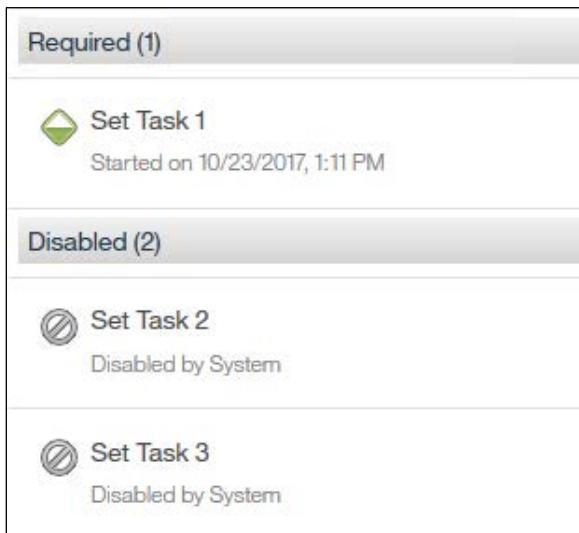 Required (1)
Set Task 1
Started on 10/23/2017, 1:11 PM
Disabled (2)
Set Task 2
Disabled by System
Set Task 3
Disabled by System